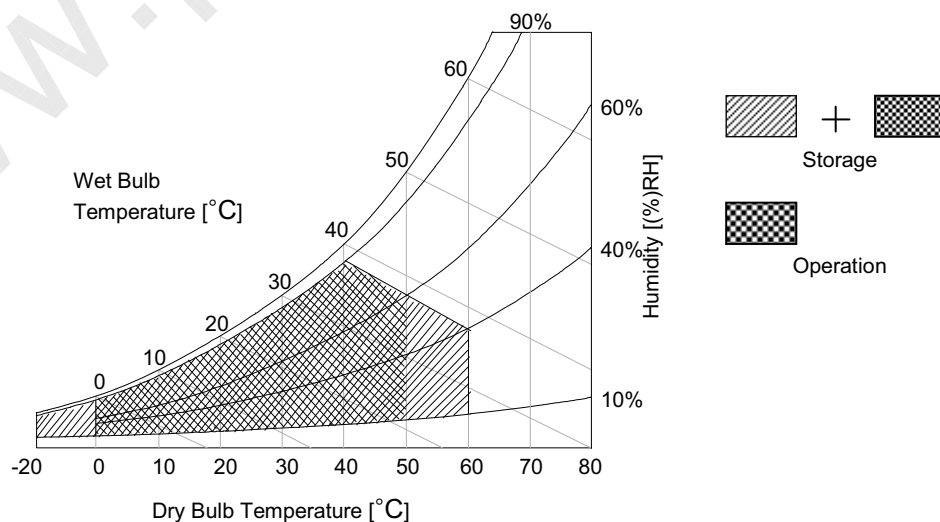 90%
60
60%
50
Wet Bulb
Temperature [°C]
40
40%
30
20
10
0
10%
Humidity [(%)RH]
-20 0 10 20 30 40 50 60 70 80
Dry Bulb Temperature [°C]
+
Storage
Operation